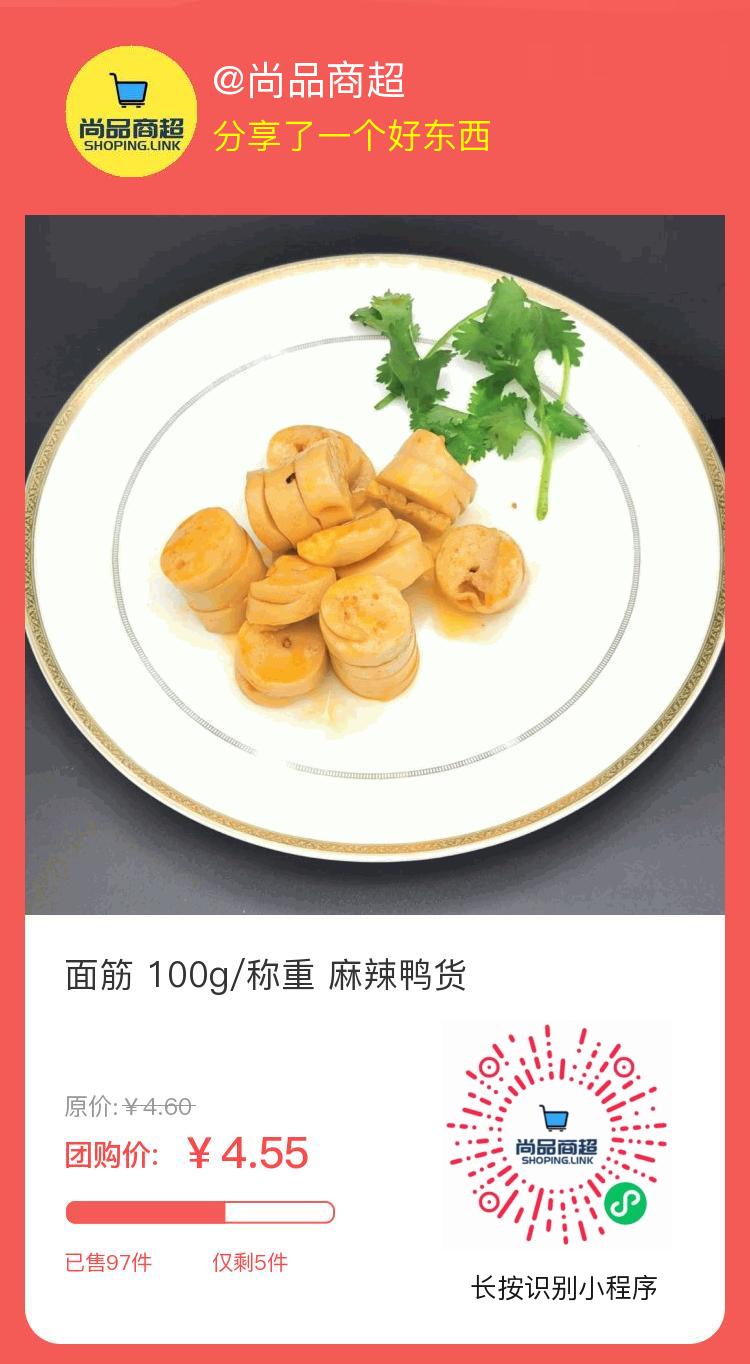 尚品商超
SHOPING.LINK
@尚品商超
分享了一个好东西
面筋 100g/称重 麻辣鸭货
原价:￥4.60
团购价: ￥4.55
已售97件 仅剩5件
尚品商超
SHOPING.LINK
长按识别小程序